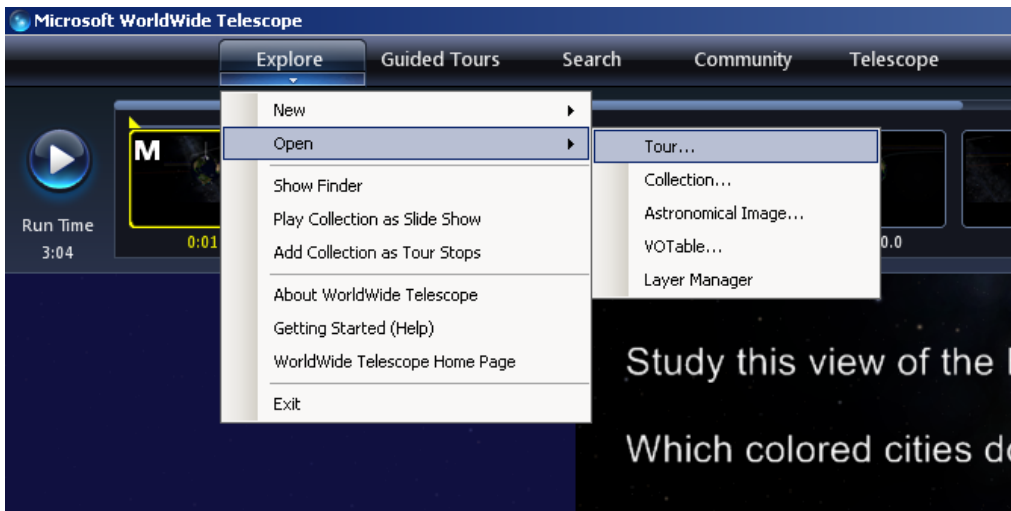 Microsoft WorldWide Telescope
Explore Guided Tours Search Community Telescope
New
Open
Show Finder
Play Collection as Slide Show
Add Collection as Tour Stops
About WorldWide Telescope
Getting Started (Help)
WorldWide Telescope Home Page
Exit
Tour...
Collection...
Astronomical Image...
VOTable...
Layer Manager
M
Run Time
3:04
0:01
0.0
Study this view of the
Which colored cities